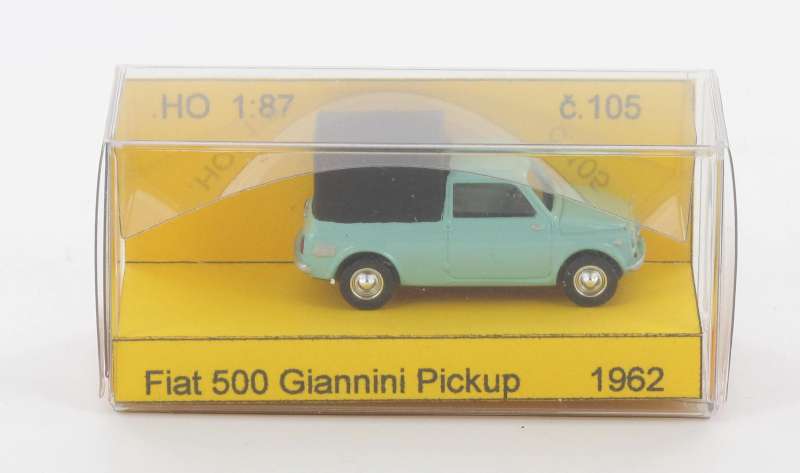 HO 1:87 č.105
Fiat 500 Giannini Pickup 1962